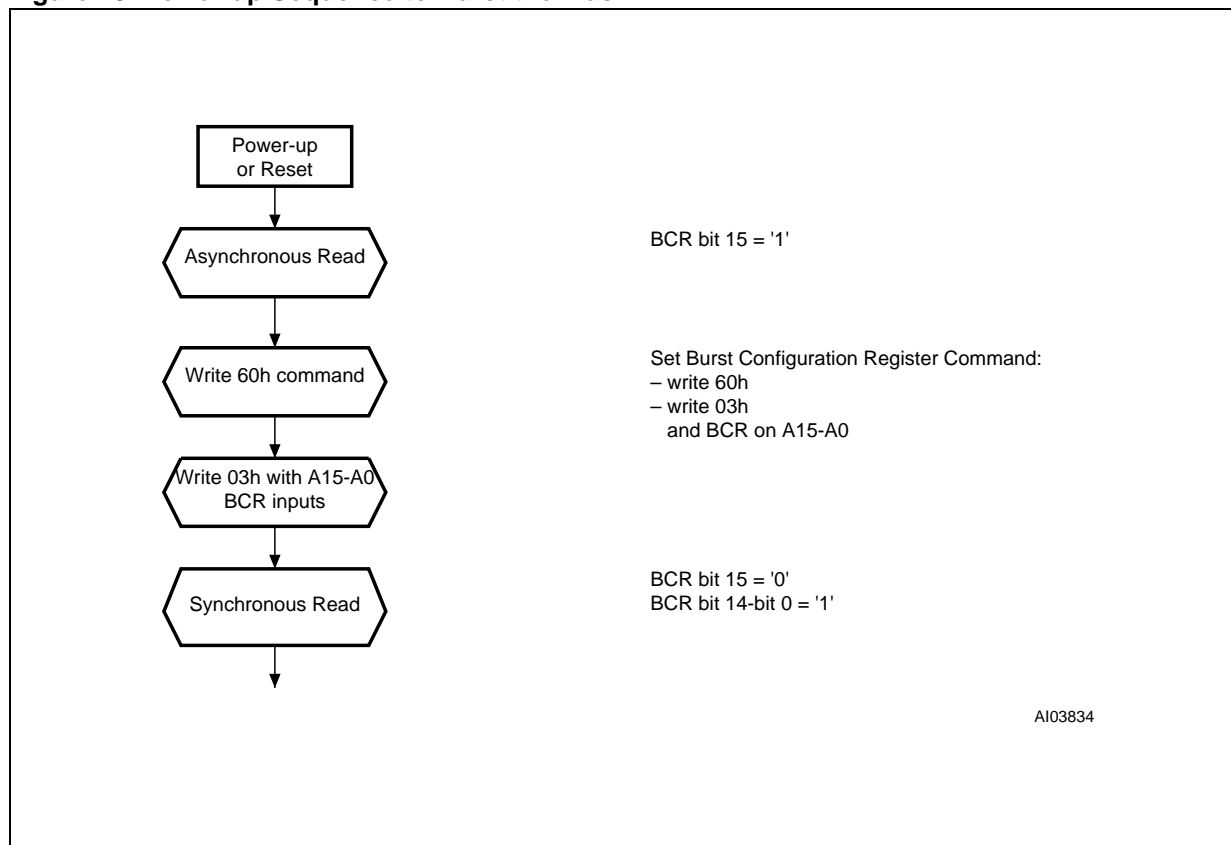 Power-up
or Reset
Asynchronous Read
BCR bit 15 = '1'
Write 60h command
Set Burst Configuration Register Command:
– write 60h
– write 03h
and BCR on A15-A0
Write 03h with A15-A0
BCR inputs
Synchronous Read
BCR bit 15 = '0'
BCR bit 14-bit 0 = '1'
AI03834